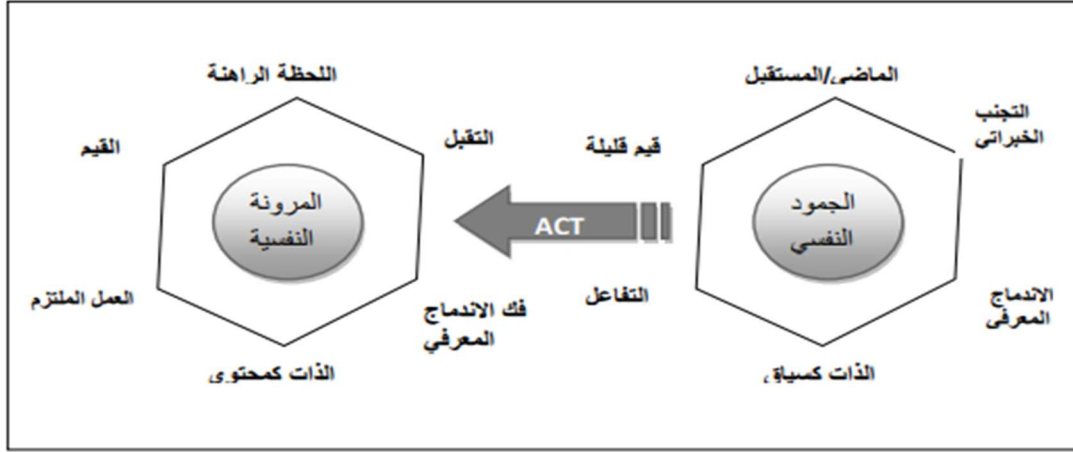 الماضي/المستقبل
التجنب
الخبراتي
قيم قليلة
الجمود
النفسي
التفاعل
الاندماج
المعرفي
الذات كسياق
ACT
اللحظة الراهنة
التقبل
القيم
المرونة
النفسية
العمل الملتزم
فك الاندماج
المعرفي
الذات كمحتوى